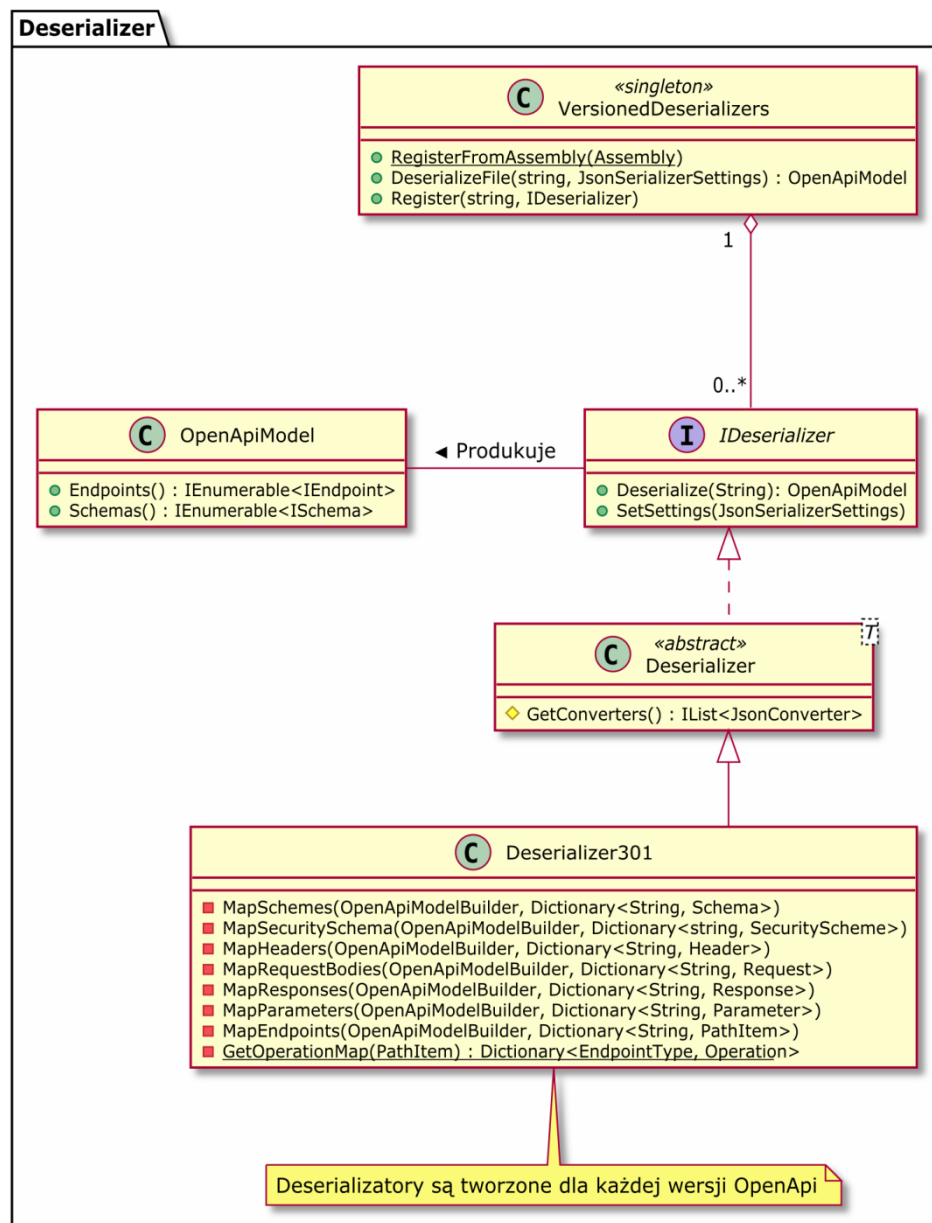 Deserializer
C
«singleton»
VersionedDeserializers
RegisterFromAssembly(Assembly)
DeserializeFile(string, JsonSerializerSettings) : OpenApiModel
Register(string, IDeserializer)
1
0..*
C OpenApiModel
Endpoints() : IEnumerable<IEndpoint>
Schemas() : IEnumerable<ISchema>
◄ Produkuje
I IDeserializer
Deserialize(String): OpenApiModel
SetSettings(JsonSerializerSettings)
T
C
«abstract»
Deserializer
GetConverters() : IList<JsonConverter>
C Deserializer301
MapSchemes(OpenApiModelBuilder, Dictionary<String, Schema>)
MapSecuritySchema(OpenApiModelBuilder, Dictionary<string, SecurityScheme>)
MapHeaders(OpenApiModelBuilder, Dictionary<String, Header>)
MapRequestBodies(OpenApiModelBuilder, Dictionary<String, Request>)
MapResponses(OpenApiModelBuilder, Dictionary<String, Response>)
MapParameters(OpenApiModelBuilder, Dictionary<String, Parameter>)
MapEndpoints(OpenApiModelBuilder, Dictionary<String, PathItem>)
GetOperationMap(PathItem) : Dictionary<EndpointType, Operation>
Deserializatory są tworzone dla każdej wersji OpenApi